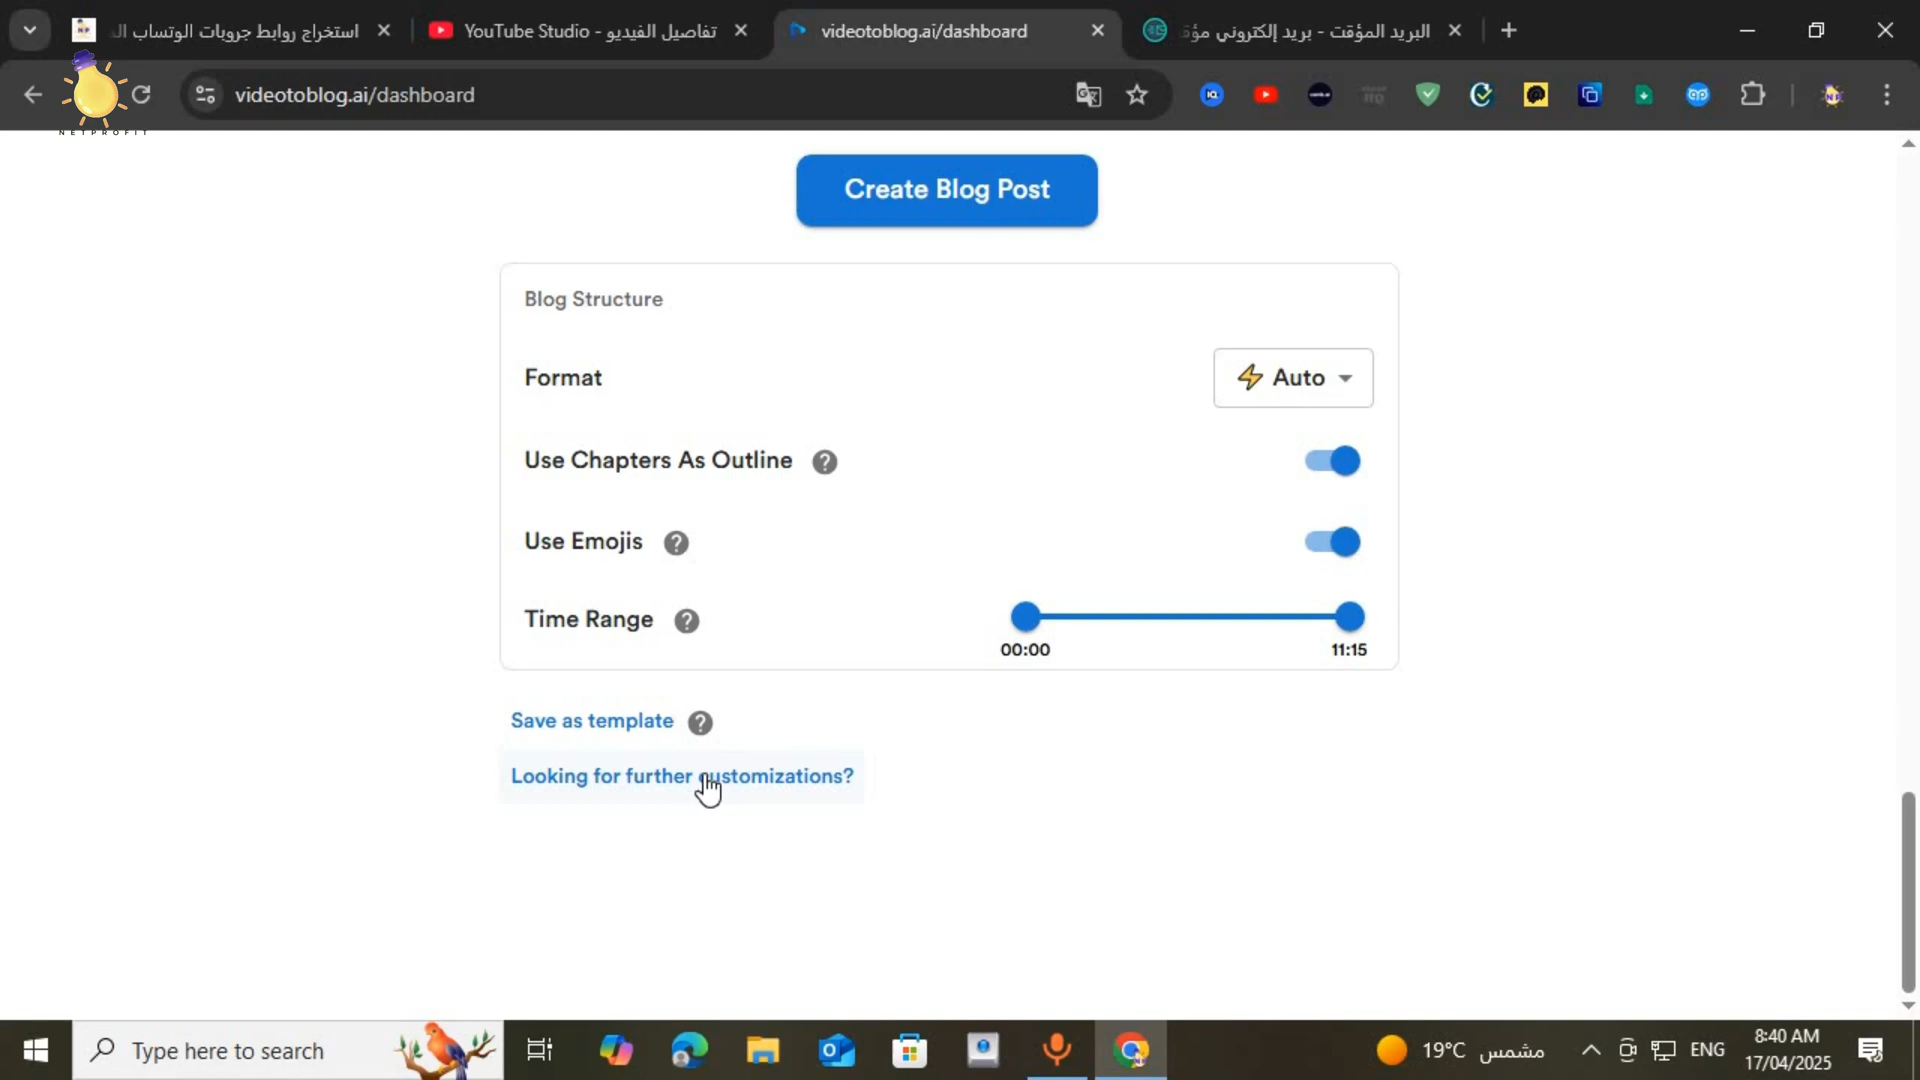 استخراج روابط جروبات الوتساب الم
تفاصيل الفيديو - YouTube Studio
videotoblog.ai/dashboard
البريد المؤقت - بريد إلكتروني مؤق
videotoblog.ai/dashboard
NETPROFIT
Create Blog Post
Blog Structure
Format
Auto
Use Chapters As Outline
Use Emojis
Time Range
00:00
11:15
Save as template
Looking for further customizations?
Type here to search
19°C مشمس
ENG
8:40 AM
17/04/2025